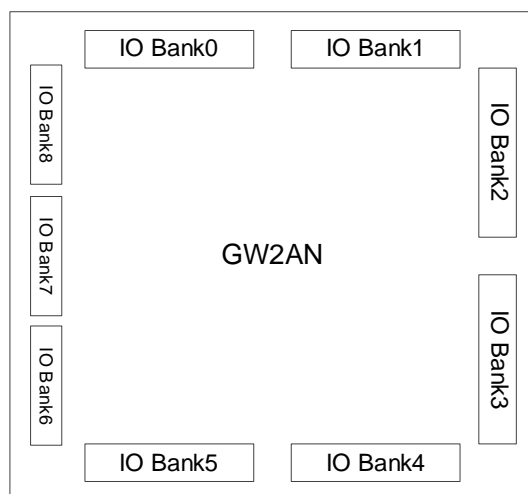 IO Bank0
IO Bank1
IO Bank8
IO Bank2
IO Bank7
GW2AN
IO Bank3
IO Bank6
IO Bank5
IO Bank4